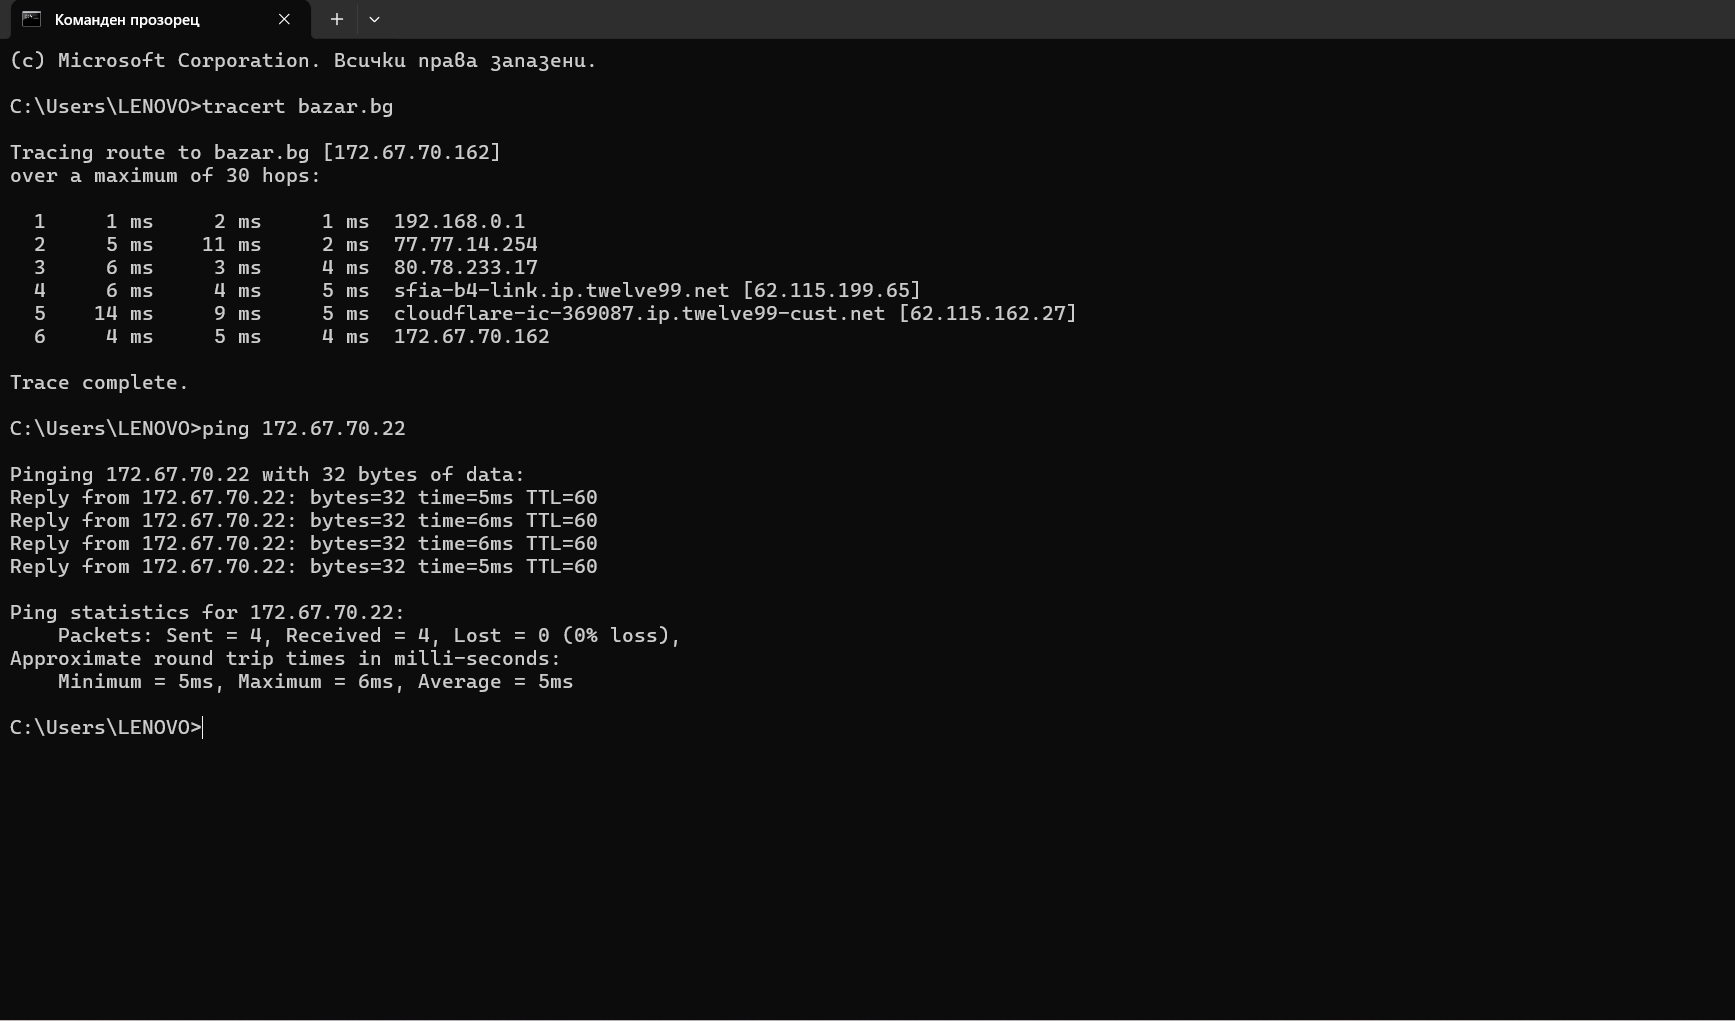 Команден прозорец
(c) Microsoft Corporation. Всички права запазени.
C:\Users\LENOVO>tracert bazar.bg
Tracing route to bazar.bg [172.67.70.162]
over a maximum of 30 hops:
1 1 ms 2 ms 1 ms 192.168.0.1
2 5 ms 11 ms 2 ms 77.77.14.254
3 6 ms 3 ms 4 ms 80.78.233.17
4 6 ms 4 ms 5 ms sfia-b4-link.ip.twelve99.net [62.115.199.65]
5 14 ms 9 ms 5 ms cloudflare-ic-369087.ip.twelve99-cust.net [62.115.162.27]
6 4 ms 5 ms 4 ms 172.67.70.162
Trace complete.
C:\Users\LENOVO>ping 172.67.70.22
Pinging 172.67.70.22 with 32 bytes of data:
Reply from 172.67.70.22: bytes=32 time=5ms TTL=60
Reply from 172.67.70.22: bytes=32 time=6ms TTL=60
Reply from 172.67.70.22: bytes=32 time=6ms TTL=60
Reply from 172.67.70.22: bytes=32 time=5ms TTL=60
Ping statistics for 172.67.70.22:
Packets: Sent = 4, Received = 4, Lost = 0 (0% loss),
Approximate round trip times in milli-seconds:
Minimum = 5ms, Maximum = 6ms, Average = 5ms
C:\Users\LENOVO>